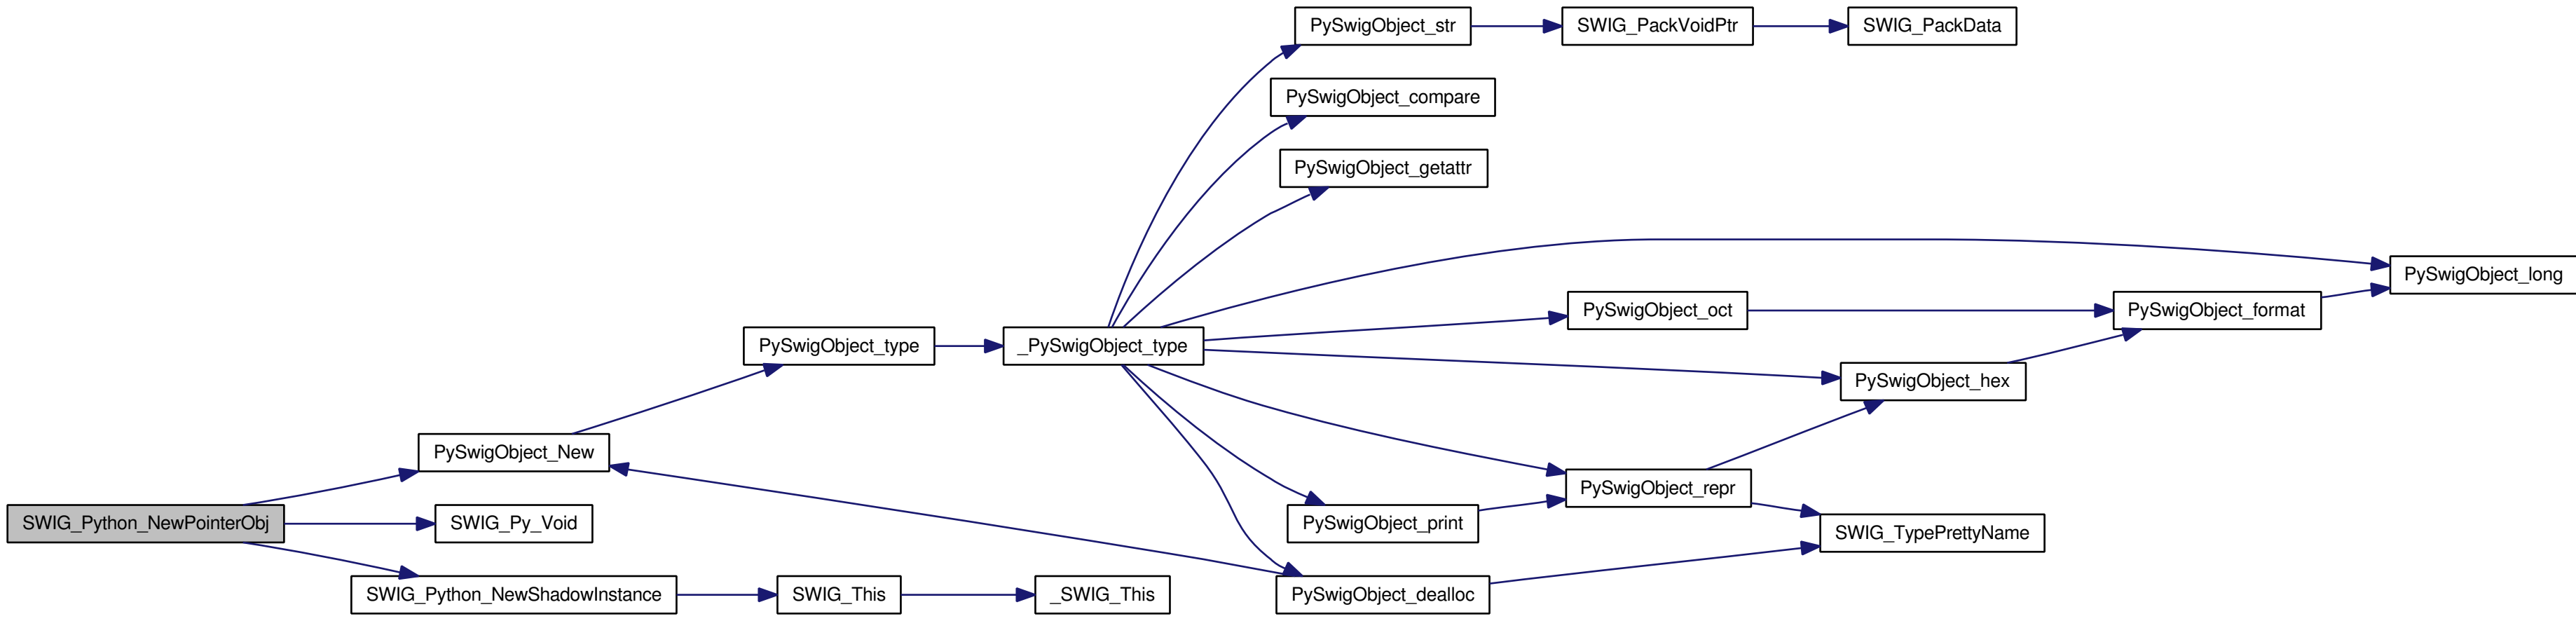 PySwigObject_str
SWIG_PackVoidPtr
SWIG_PackData
PySwigObject_compare
PySwigObject_getattr
PySwigObject_long
PySwigObject_oct
PySwigObject_format
PySwigObject_type
_PySwigObject_type
PySwigObject_hex
PySwigObject_New
PySwigObject_repr
SWIG_Python_NewPointerObj
SWIG_Py_Void
PySwigObject_print
SWIG_TypePrettyName
SWIG_Python_NewShadowInstance
SWIG_This
_SWIG_This
PySwigObject_dealloc